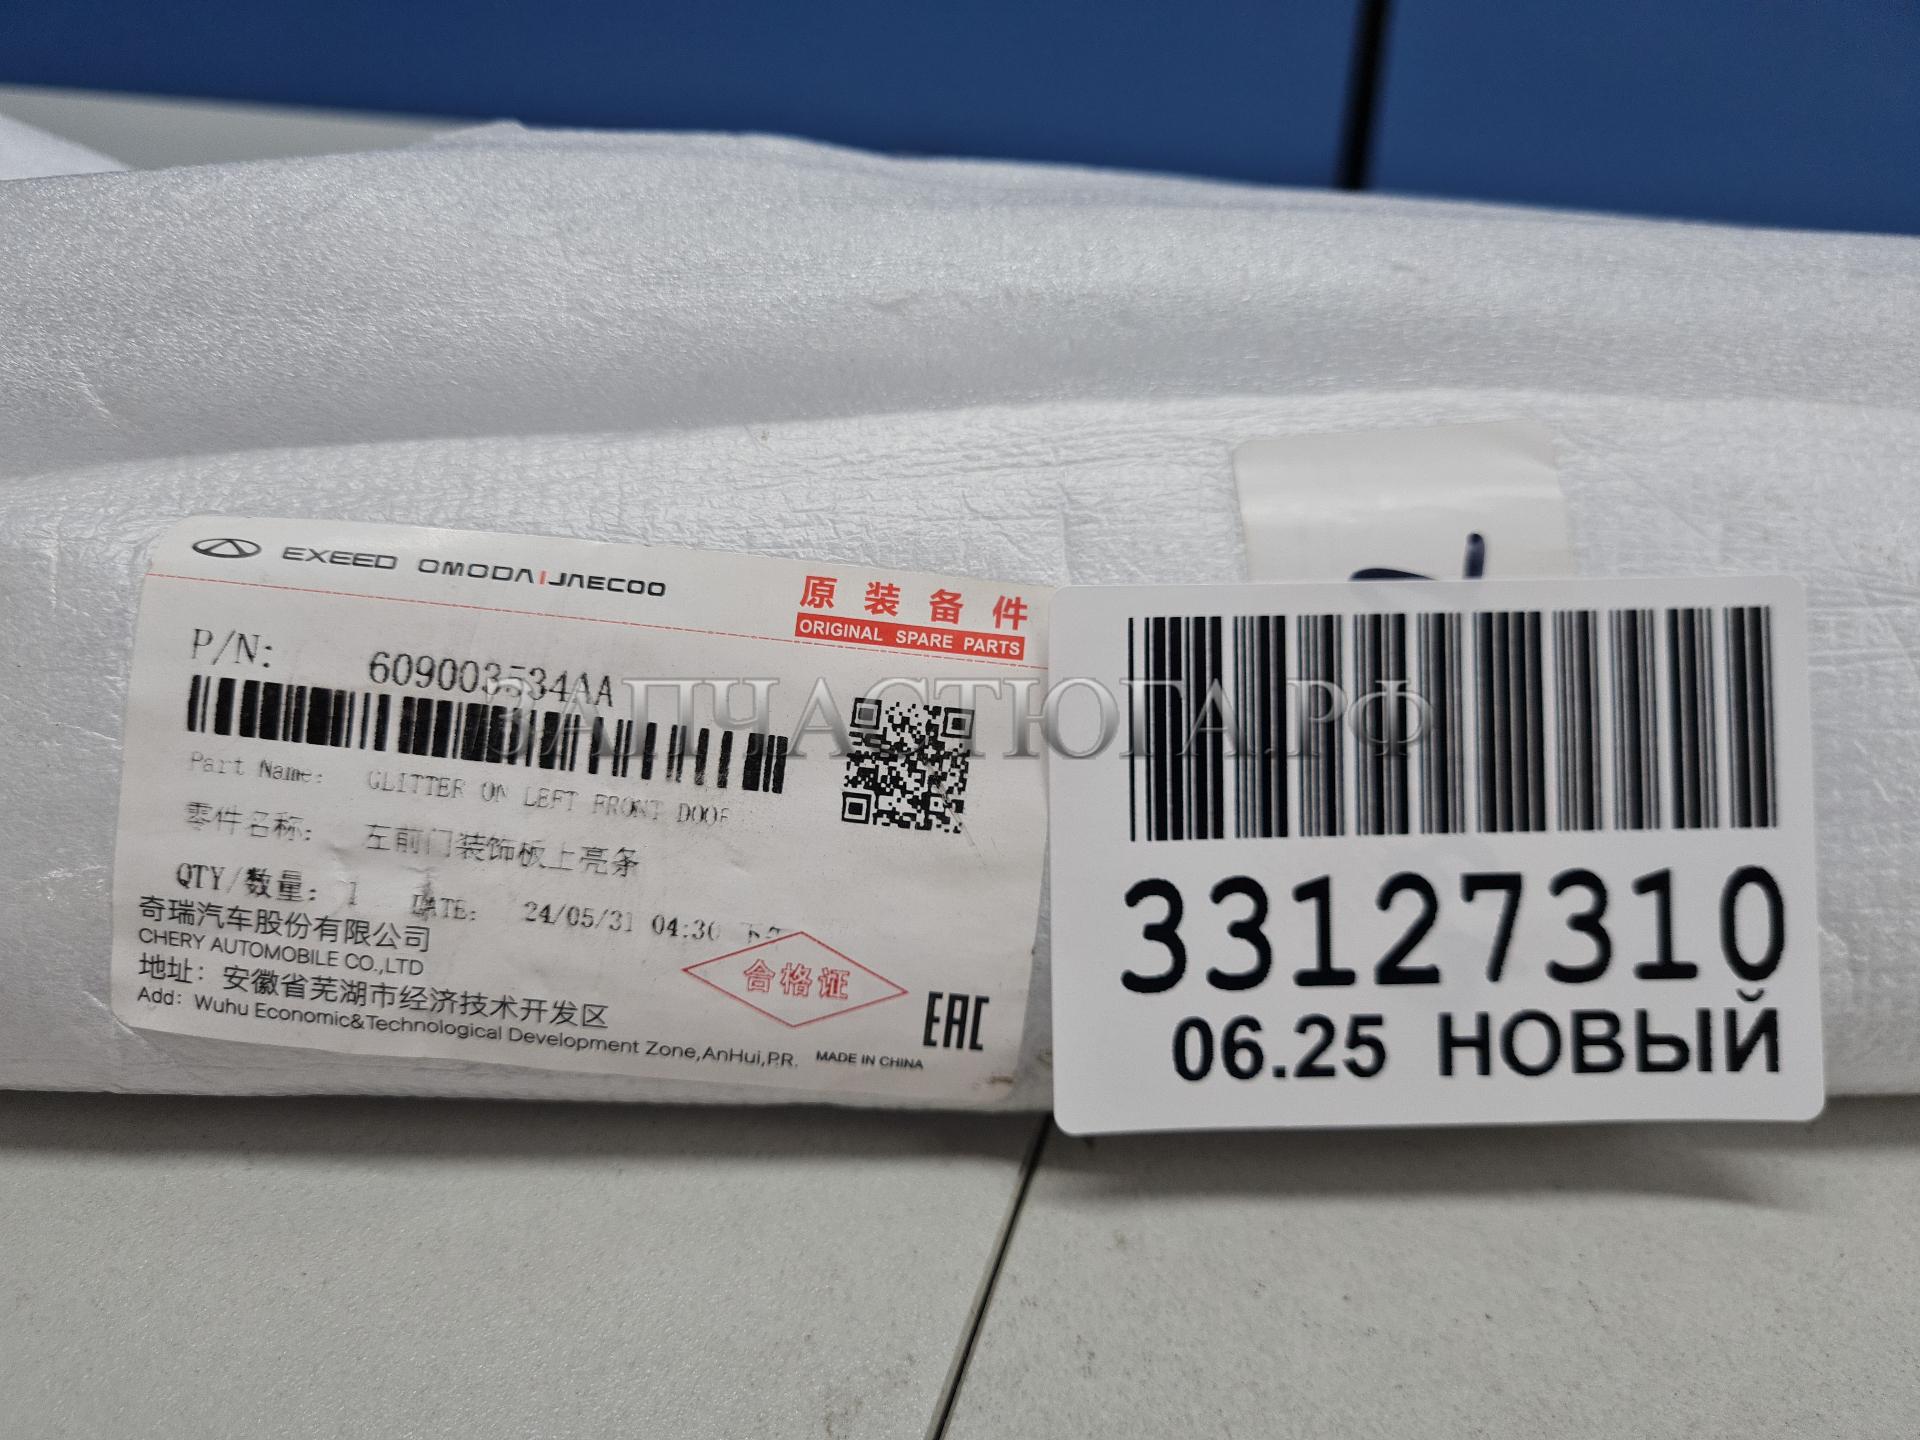 EXEED OMODA|JAECOO
原装备件
ORIGINAL SPARE PARTS
P/N: 609003534AA
Part Name: GLITTER ON LEFT FRONT
零件名称: 左前门装饰板上亮条
QTY/数量: 1 DATE: 24/05/31 04:30
奇瑞汽车股份有限公司
CHERY AUTOMOBILE CO.,LTD
地址：安徽省芜湖市经济技术开发区
Add: Wuhu Economic&Technological Development Zone,AnHui,P.R.
合格证
EAC
MADE IN CHINA
ЗАПЧАСТЮГА.РФ
33127310
06.25 НОВЫЙ